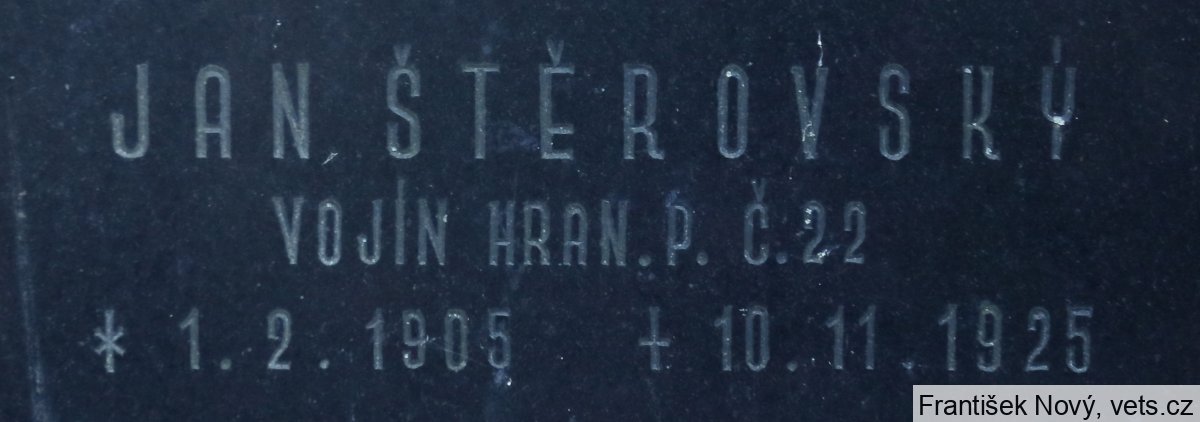 JAN ŠTĚROVSKÝ
VOJÍN HRAN. P. Č. 22
* 1. 2. 1905 + 10. 11. 1925
František Nový, vets.cz